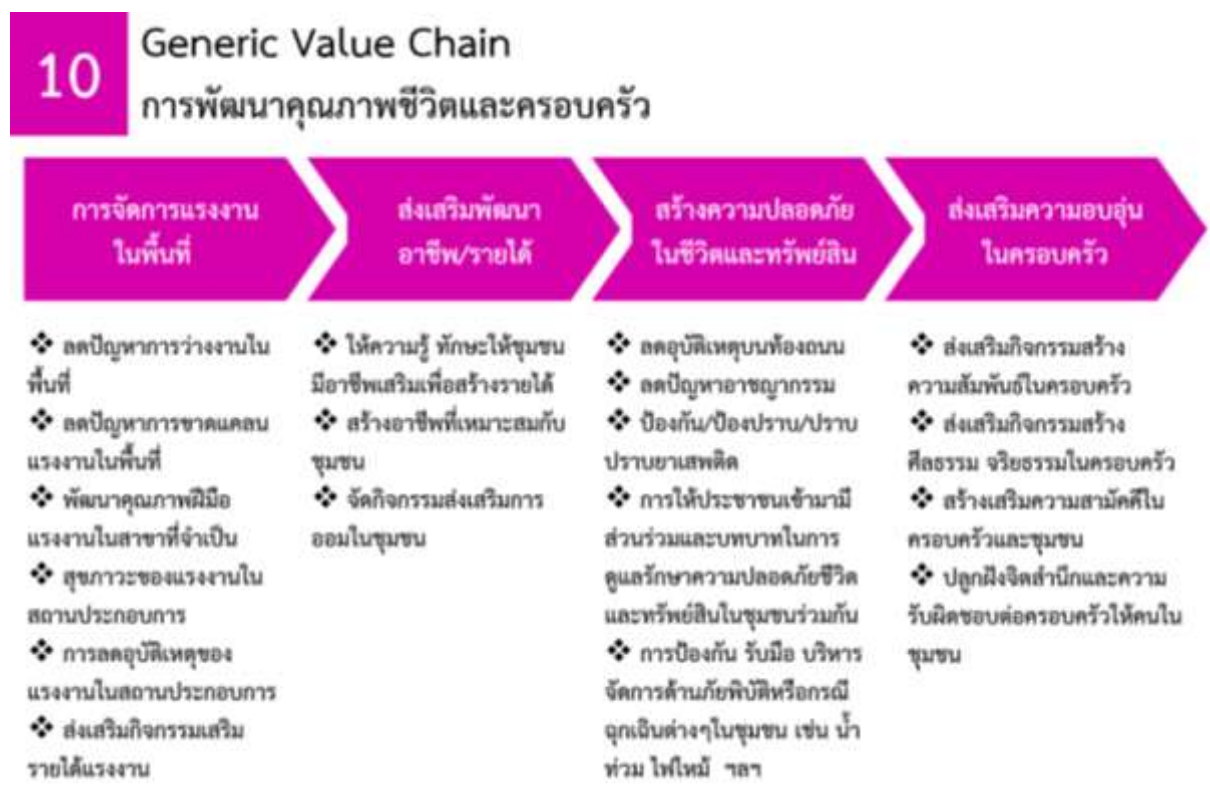 10
Generic Value Chain
การพัฒนาคุณภาพชีวิตและครอบครัว
การจัดการแรงงาน
ในพื้นที่
ส่งเสริมพัฒนา
อาชีพ/รายได้
สร้างความปลอดภัย
ในชีวิตและทรัพย์สิน
ส่งเสริมความอบอุ่น
ในครอบครัว
❖ ลดปัญหาการว่างงานใน
พื้นที่
❖ ลดปัญหาการขาดแคลน
แรงงานในพื้นที่
❖ พัฒนาคุณภาพฝีมือ
แรงงานในสาขาที่จำเป็น
❖ สุขภาวะของแรงงานใน
สถานประกอบการ
❖ การลดอุบัติเหตุของ
แรงงานในสถานประกอบการ
❖ ส่งเสริมกิจกรรมเสริม
รายได้แรงงาน
❖ ให้ความรู้ ทักษะให้ชุมชน
มีอาชีพเสริมเพื่อสร้างรายได้
❖ สร้างอาชีพที่เหมาะสมกับ
ชุมชน
❖ จัดกิจกรรมส่งเสริมการ
ออมในชุมชน
❖ ลดอุบัติเหตุบนท้องถนน
❖ ลดปัญหาอาชญากรรม
❖ ป้องกัน/ป้องปราบ/ปราบ
ปราบยาเสพติด
❖ การให้ประชาชนเข้ามามี
ส่วนร่วมและบทบาทในการ
ดูแลรักษาความปลอดภัยชีวิต
และทรัพย์สินในชุมชนร่วมกัน
❖ การป้องกัน รับมือ บริหาร
จัดการด้านภัยพิบัติหรือกรณี
ฉุกเฉินต่างๆในชุมชน เช่น น้ำ
ท่วม ไฟไหม้ ฯลฯ
❖ ส่งเสริมกิจกรรมสร้าง
ความสัมพันธ์ในครอบครัว
❖ ส่งเสริมกิจกรรมสร้าง
ศีลธรรม จริยธรรมในครอบครัว
❖ สร้างเสริมความสามัคคีใน
ครอบครัวและชุมชน
❖ ปลูกฝังจิตสำนึกและความ
รับผิดชอบต่อครอบครัวให้คนใน
ชุมชน